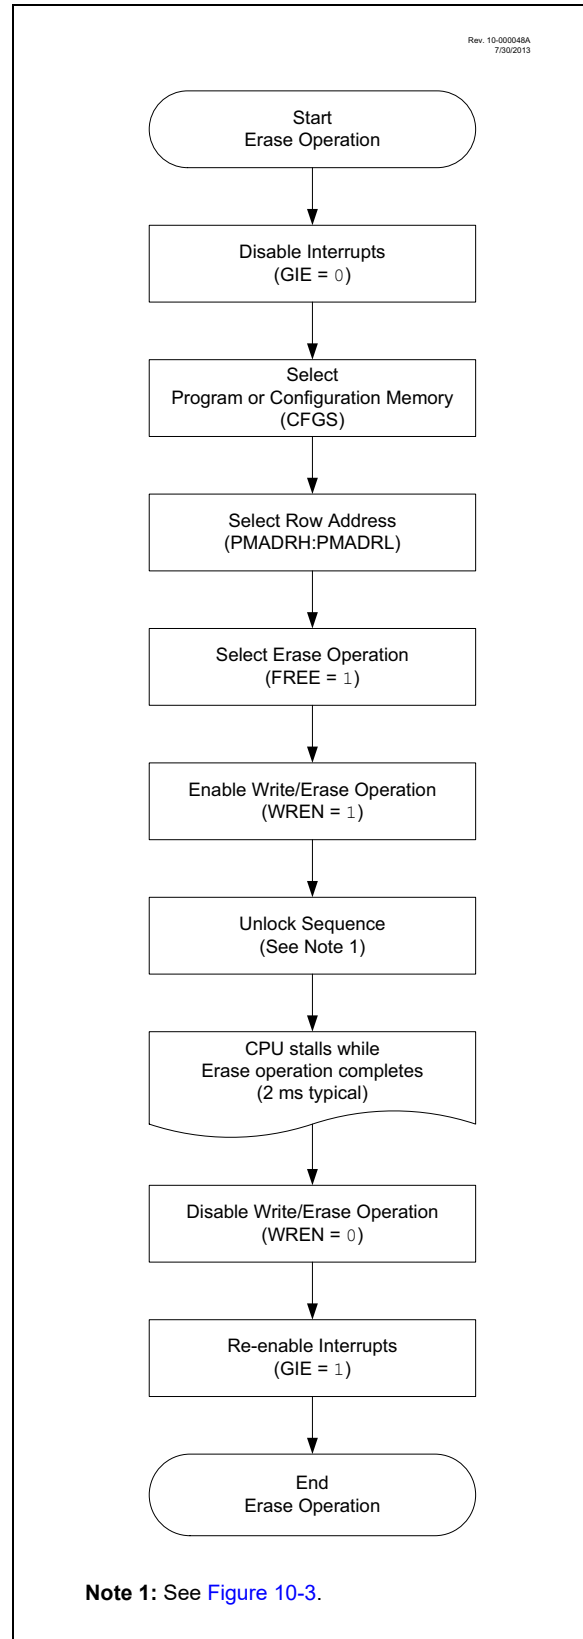 Rev. 10-000048A
7/30/2013
Start
Erase Operation
Disable Interrupts
(GIE = 0)
Select
Program or Configuration Memory
(CFGS)
Select Row Address
(PMADRH:PMADRL)
Select Erase Operation
(FREE = 1)
Enable Write/Erase Operation
(WREN = 1)
Unlock Sequence
(See Note 1)
CPU stalls while
Erase operation completes
(2 ms typical)
Disable Write/Erase Operation
(WREN = 0)
Re-enable Interrupts
(GIE = 1)
End
Erase Operation
Note 1: See Figure 10-3.